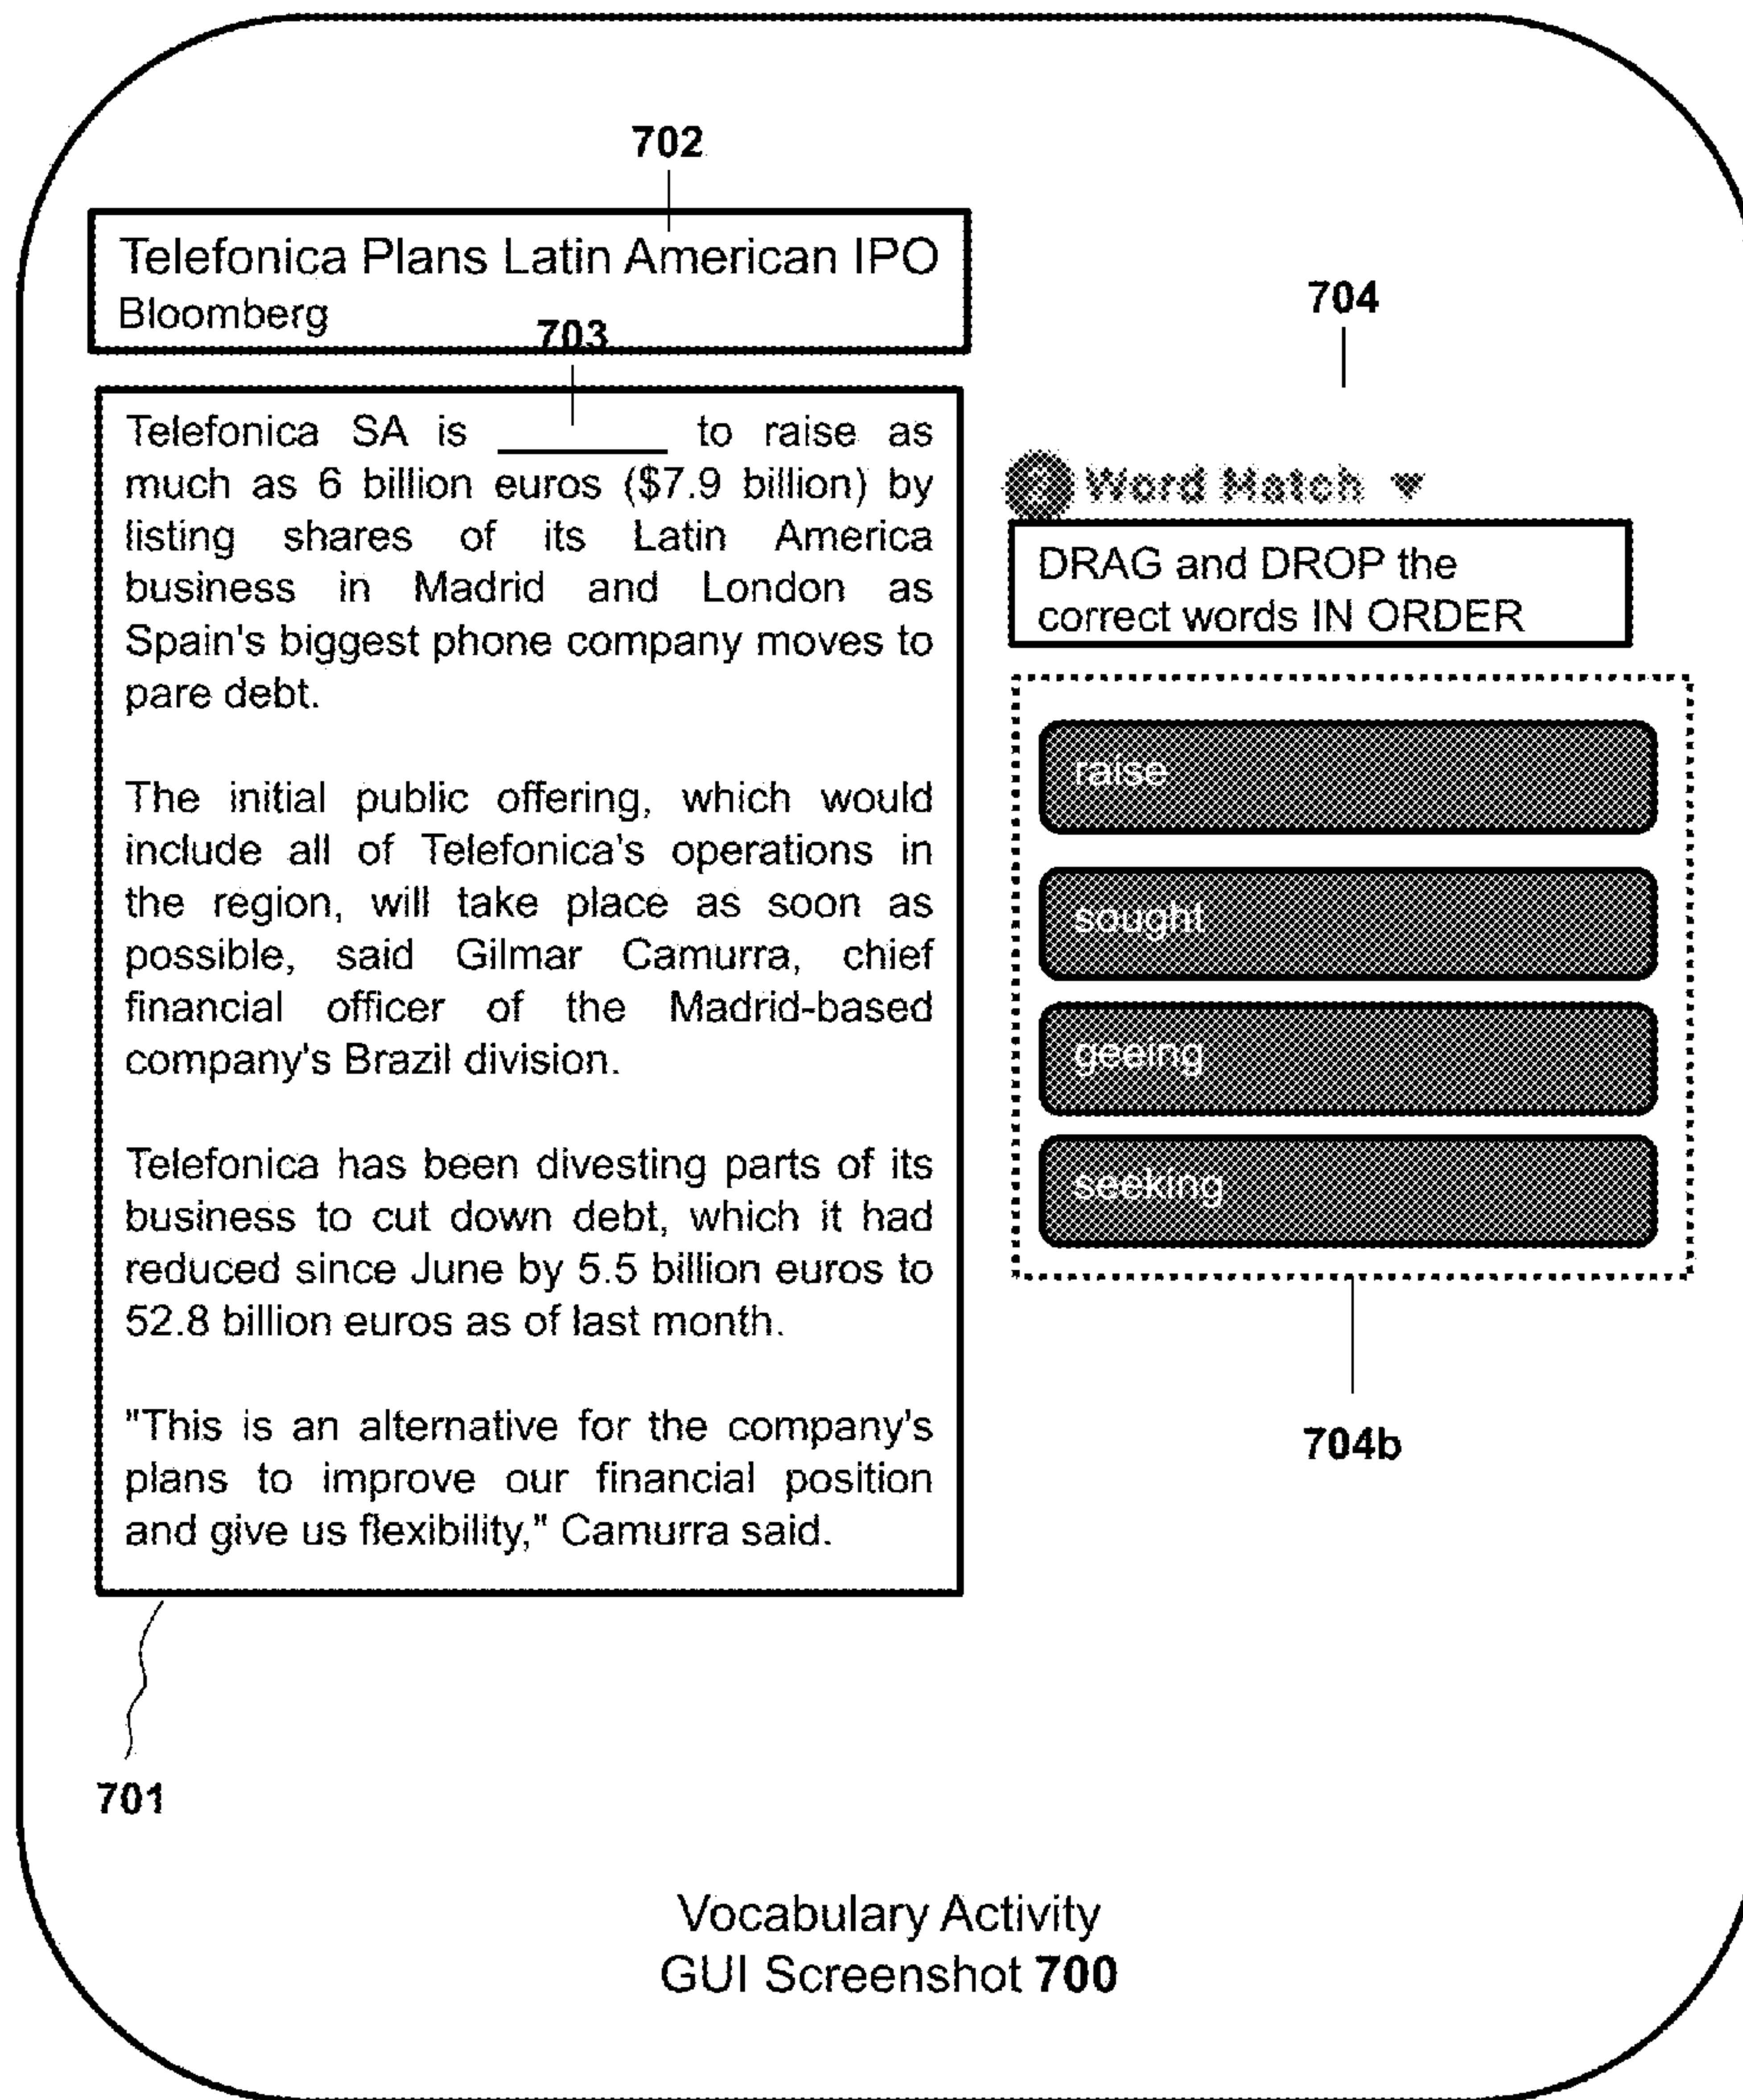 702
Telefonica Plans Latin American IPO
Bloomberg
703
Telefonica SA is ________ to raise as
much as 6 billion euros ($7.9 billion) by
listing shares of its Latin America
business in Madrid and London as
Spain's biggest phone company moves to
pare debt.
The initial public offering, which would
include all of Telefonica's operations in
the region, will take place as soon as
possible, said Gilmar Camurra, chief
financial officer of the Madrid-based
company's Brazil division.
Telefonica has been divesting parts of its
business to cut down debt, which it had
reduced since June by 5.5 billion euros to
52.8 billion euros as of last month.
"This is an alternative for the company's
plans to improve our financial position
and give us flexibility," Camurra said.
701
704
Word Match
DRAG and DROP the
correct words IN ORDER
raise
sought
geeing
seeking
704b
Vocabulary Activity
GUI Screenshot 700